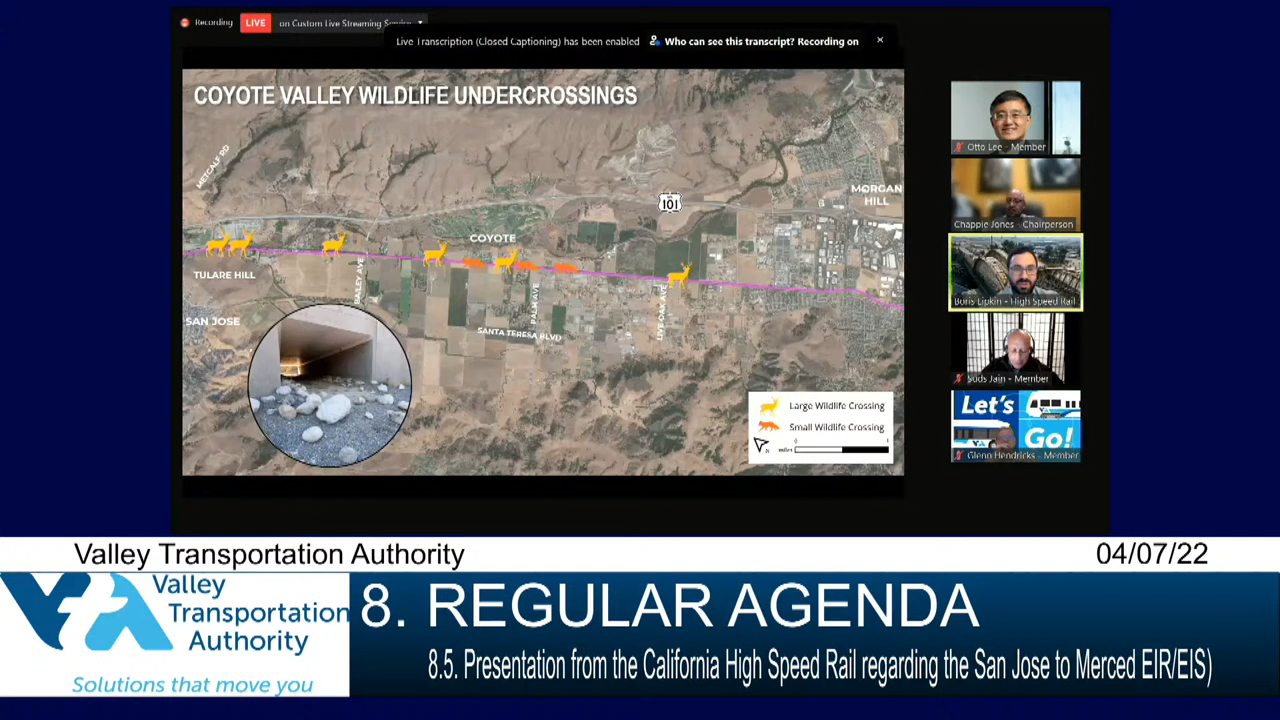 Recording
LIVE
on Custom Live Streaming Service
Live Transcription (Closed Captioning) has been enabled
Who can see this transcript? Recording on
COYOTE VALLEY WILDLIFE UNDERCROSSINGS
METCALF RD
101
MORGAN
HILL
COYOTE
TULARE HILL
BAILEY AVE
PALM AVE
LIVE OAK AVE
SAN JOSE
SANTA TERESA BLVD
Large Wildlife Crossing
Small Wildlife Crossing
N
miles
0
1
Otto Lee - Member
Chappie Jones - Chairperson
Boris Lipkin - High Speed Rail
Suds Jain - Member
Let's
Go!
Glenn Hendricks - Member
Valley Transportation Authority
04/07/22
Valley
Transportation
Authority
Solutions that move you
8. REGULAR AGENDA
8.5. Presentation from the California High Speed Rail regarding the San Jose to Merced EIR/EIS)